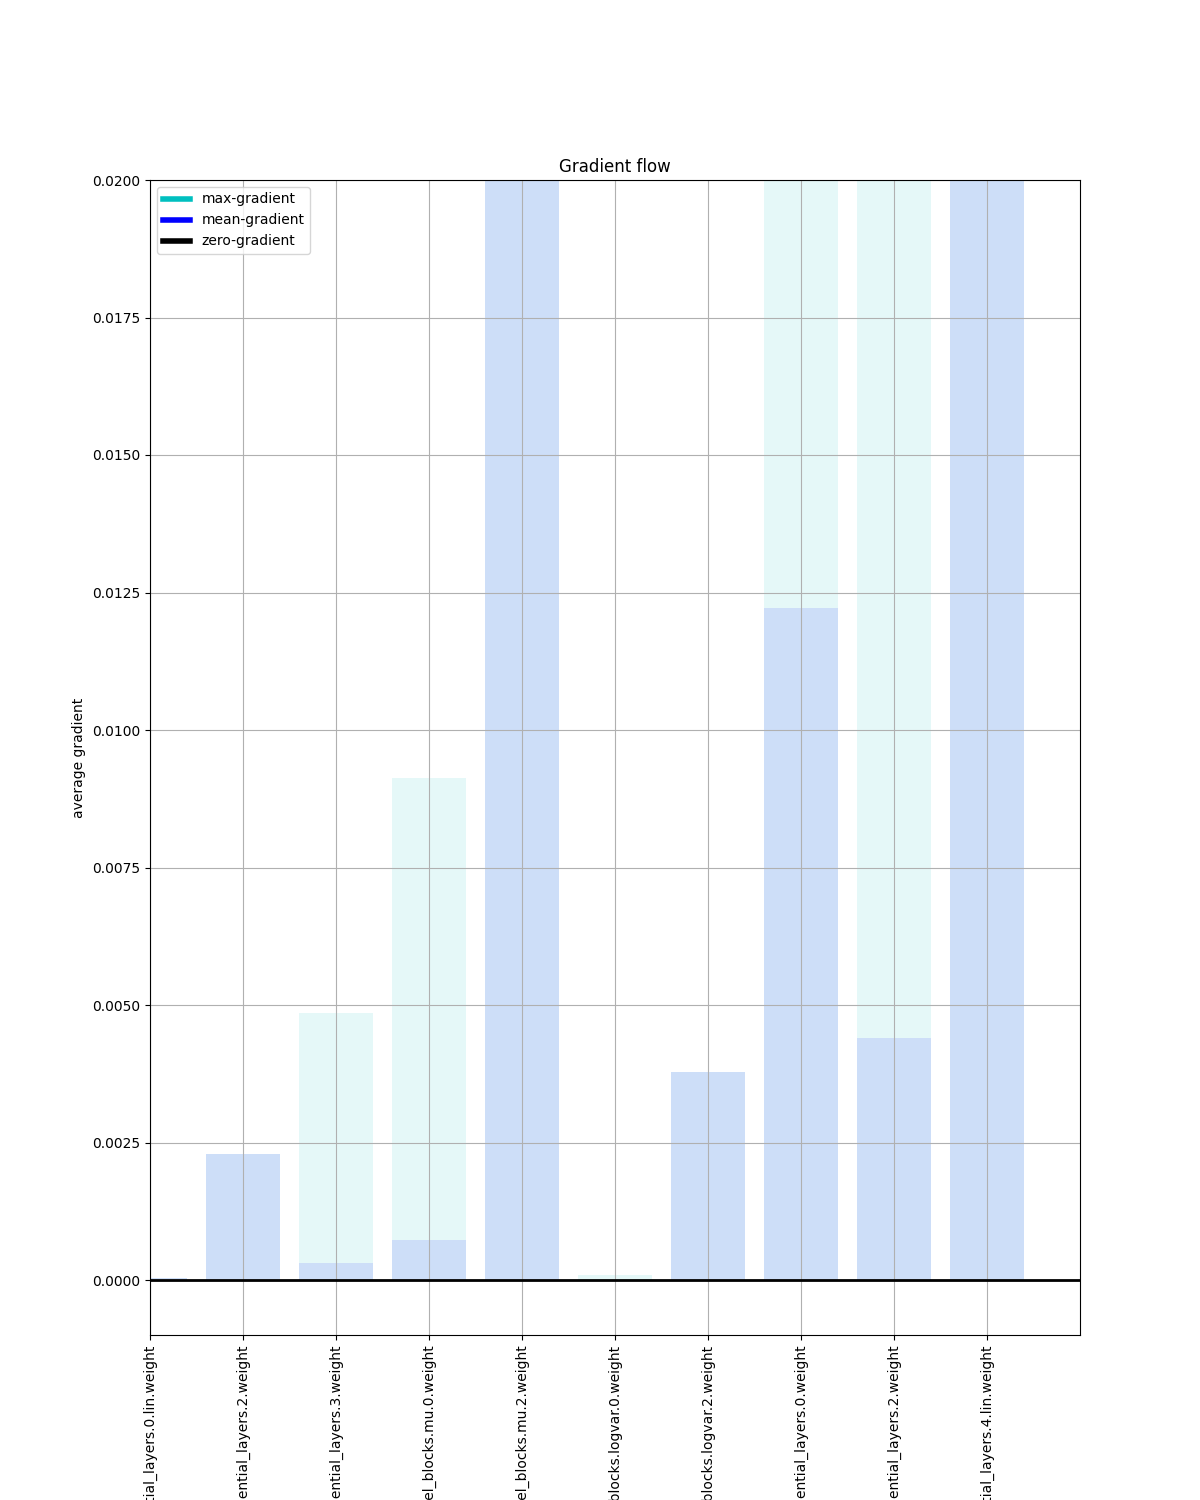 Gradient flow
max-gradient
mean-gradient
zero-gradient
0.0200
0.0175
0.0150
0.0125
0.0100
0.0075
0.0050
0.0025
0.0000
average gradient
tial_layers.0.lin.weight
ential_layers.2.weight
ential_layers.3.weight
el_blocks.mu.0.weight
el_blocks.mu.2.weight
blocks.logvar.0.weight
blocks.logvar.2.weight
ential_layers.0.weight
ential_layers.2.weight
tial_layers.4.lin.weight